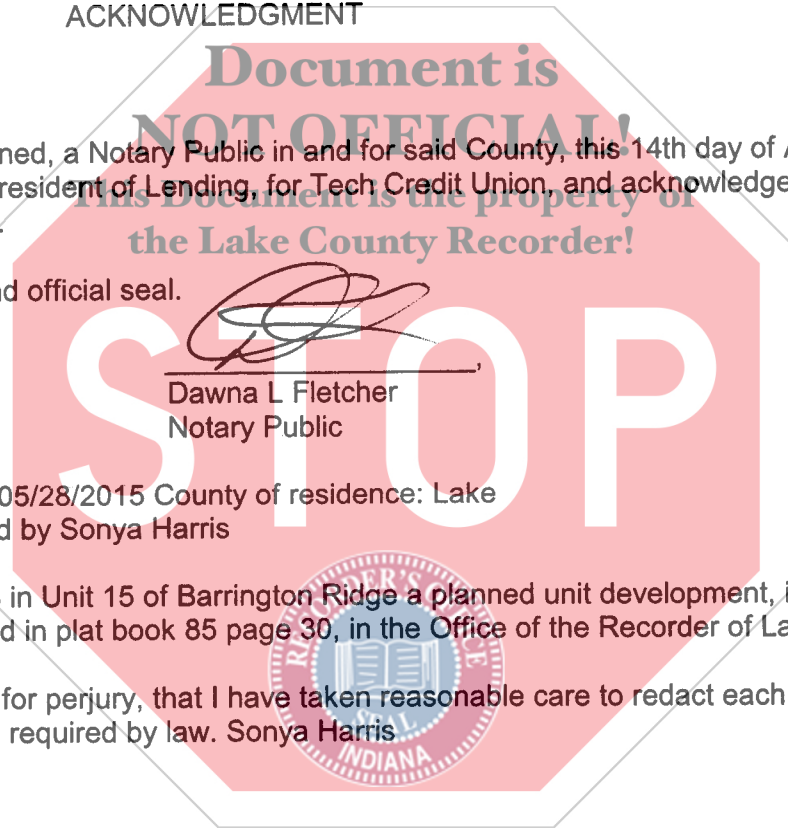 ACKNOWLEDGMENT
Document is
NOT OFFICIAL!
ned, a Notary Public in and for said County, this 14th day of A
resident of Lending, for Tech Credit Union, and acknowledge
This Document is the property of
.
the Lake County Recorder!
d official seal.
STOP
,
Dawna L Fletcher
Notary Public
05/28/2015 County of residence: Lake
d by Sonya Harris
in Unit 15 of Barrington Ridge a planned unit development, i
d in plat book 85 page 30, in the Office of the Recorder of La
RECORDER'S OFFICE
for perjury, that I have taken reasonable care to redact each
SEAL
required by law. Sonya Harris
INDIANA